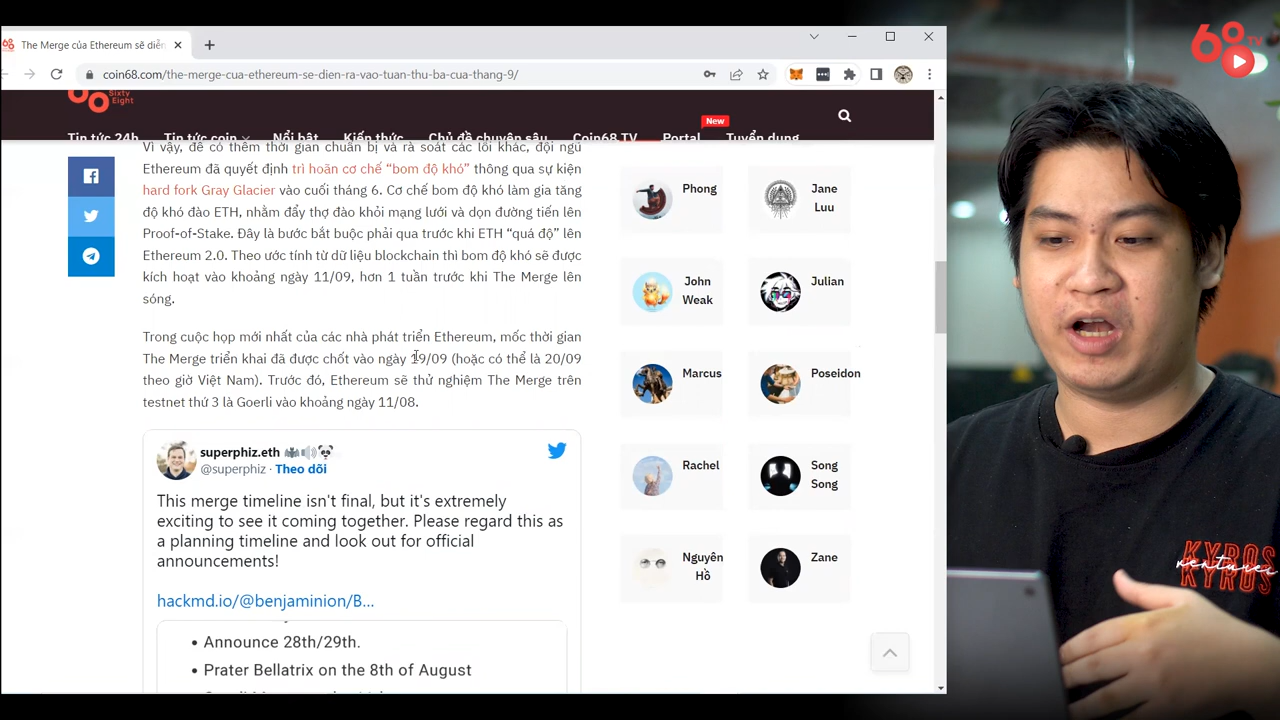 The Merge của Ethereum sẽ diễn
coin68.com/the-merge-cua-ethereum-se-dien-ra-vao-tuan-thu-ba-cua-thang-9/
68 TV
Sixty
Eight
New
Tin tức 24h Tin tức coin Nổi bật Kiến thức Chủ đề chuyên sâu Coin68 TV Portal Tuyển dụng
Vì vậy, để có thêm thời gian chuẩn bị và rà soát các lỗi khác, đội ngũ
Ethereum đã quyết định trì hoãn cơ chế “bom độ khó” thông qua sự kiện
hard fork Gray Glacier vào cuối tháng 6. Cơ chế bom độ khó làm gia tăng
độ khó đào ETH, nhằm đẩy thợ đào khỏi mạng lưới và dọn đường tiến lên
Proof-of-Stake. Đây là bước bắt buộc phải qua trước khi ETH “quá độ” lên
Ethereum 2.0. Theo ước tính từ dữ liệu blockchain thì bom độ khó sẽ được
kích hoạt vào khoảng ngày 11/09, hơn 1 tuần trước khi The Merge lên
sóng.
Trong cuộc họp mới nhất của các nhà phát triển Ethereum, mốc thời gian
The Merge triển khai đã được chốt vào ngày 19/09 (hoặc có thể là 20/09
theo giờ Việt Nam). Trước đó, Ethereum sẽ thử nghiệm The Merge trên
testnet thứ 3 là Goerli vào khoảng ngày 11/08.
superphiz.eth
@superphiz · Theo dõi
This merge timeline isn't final, but it's extremely
exciting to see it coming together. Please regard this as
a planning timeline and look out for official
announcements!
hackmd.io/@benjaminion/B...
• Announce 28th/29th.
• Prater Bellatrix on the 8th of August
Phong
Jane
Luu
John
Weak
Julian
Marcus
Poseidon
Rachel
Song
Song
Nguyên
Hồ
Zane
KYROS
ventures
KYROS